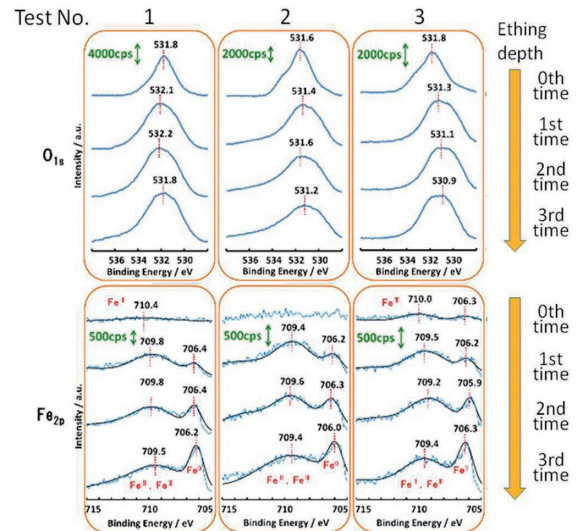 Test No. 1 2 3
Ething depth
0th time
1st time
2nd time
3rd time
O1s
Intensity / a.u.
4000cps
531.8
532.1
532.2
531.8
536 534 532 530
Binding Energy / eV
2000cps
531.6
531.4
531.6
531.2
536 534 532 530
Binding Energy / eV
2000cps
531.8
531.3
531.1
530.9
536 534 532 530
Binding Energy / eV
0th time
1st time
2nd time
3rd time
Fe2p
Intensity / a.u.
710.4
500cps
709.8 706.4
709.8 706.4
709.5 706.2
Fe0
715 710 705
Binding Energy / eV
500cps
709.4 706.2
709.6 706.3
709.4 706.0
715 710 705
Binding Energy / eV
710.0 706.3
500cps
709.5 706.2
709.2 705.9
709.4 706.3
715 710 705
Binding Energy / eV